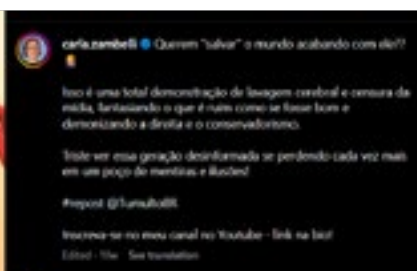 carla.zambelli Querem "salvar" o mundo acabando com ele??
Isso é uma total demonstração de lavagem cerebral e censura da
mídia, fantasiando o que é ruim como se fosse bom e
demonizando a direita e o conservadorismo.
Triste ver essa geração desinformada se perdendo cada vez mais
em um poço de mentiras e ilusões!
#repost @TumultoBR
Inscreva-se no meu canal no Youtube - link na bio!
Edited · See translation